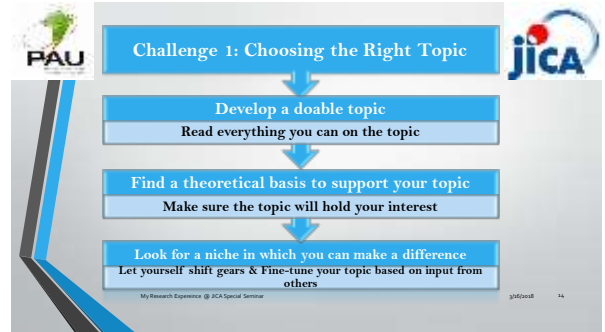 PAU
jICA
Challenge 1: Choosing the Right Topic
Develop a doable topic
Read everything you can on the topic
Find a theoretical basis to support your topic
Make sure the topic will hold your interest
Look for a niche in which you can make a difference
Let yourself shift gears & Fine-tune your topic based on input from
others
My Research Expereince @ JICA Special Seminar
3/16/2018
14